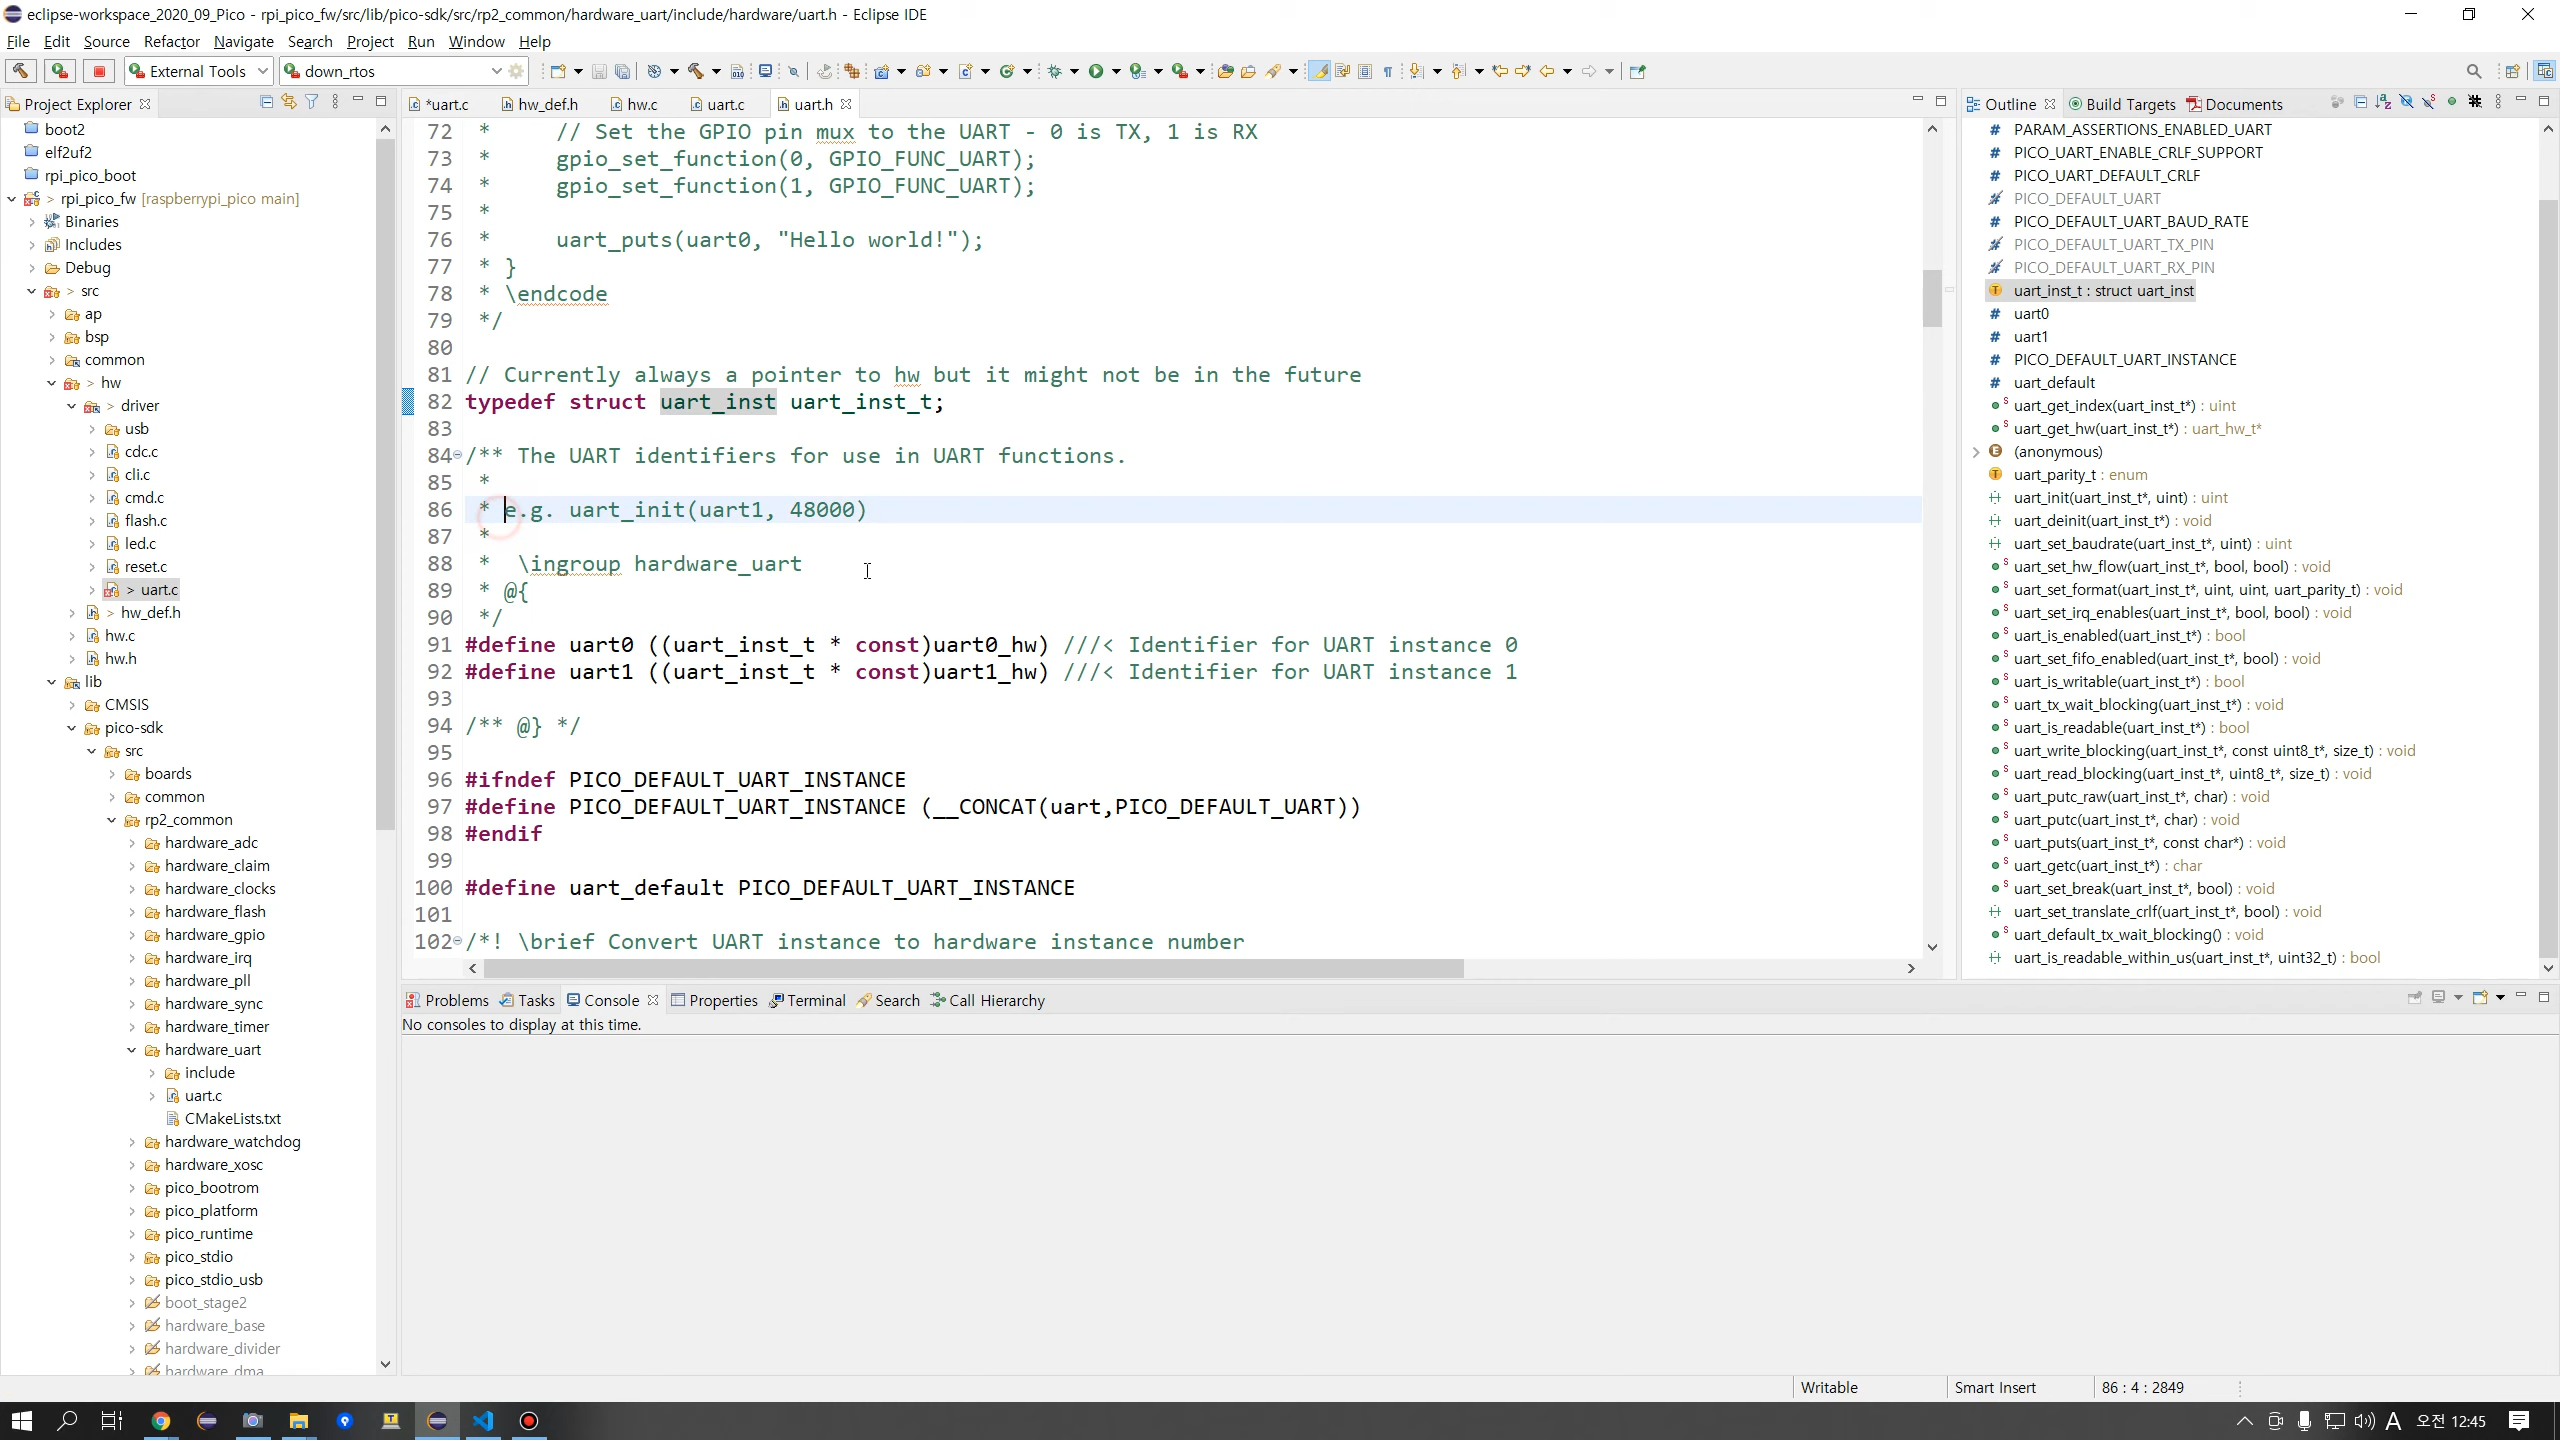 eclipse-workspace_2020_09_Pico - rpi_pico_fw/src/lib/pico-sdk/src/rp2_common/hardware_uart/include/hardware/uart.h - Eclipse IDE
File Edit Source Refactor Navigate Search Project Run Window Help
External Tools
down_rtos
Project Explorer
boot2
elf2uf2
rpi_pico_boot
> rpi_pico_fw [raspberrypi_pico main]
Binaries
Includes
Debug
> src
ap
bsp
common
> hw
> driver
usb
cdc.c
cli.c
cmd.c
flash.c
led.c
reset.c
> uart.c
> hw_def.h
hw.c
hw.h
lib
CMSIS
pico-sdk
src
boards
common
rp2_common
hardware_adc
hardware_claim
hardware_clocks
hardware_flash
hardware_gpio
hardware_irq
hardware_pll
hardware_sync
hardware_timer
hardware_uart
include
uart.c
CMakeLists.txt
hardware_watchdog
hardware_xosc
pico_bootrom
pico_platform
pico_runtime
pico_stdio
pico_stdio_usb
boot_stage2
hardware_base
hardware_divider
hardware_dma
*uart.c hw_def.h hw.c uart.c uart.h
72 *     // Set the GPIO pin mux to the UART - 0 is TX, 1 is RX
73 *     gpio_set_function(0, GPIO_FUNC_UART);
74 *     gpio_set_function(1, GPIO_FUNC_UART);
75 *
76 *     uart_puts(uart0, "Hello world!");
77 * }
78 * \endcode
79 */
80
81 // Currently always a pointer to hw but it might not be in the future
82 typedef struct uart_inst uart_inst_t;
83
84 /** The UART identifiers for use in UART functions.
85 *
86 * e.g. uart_init(uart1, 48000)
87 *
88 *  \ingroup hardware_uart
89 * @{
90 */
91 #define uart0 ((uart_inst_t * const)uart0_hw) ///< Identifier for UART instance 0
92 #define uart1 ((uart_inst_t * const)uart1_hw) ///< Identifier for UART instance 1
93
94 /** @} */
95
96 #ifndef PICO_DEFAULT_UART_INSTANCE
97 #define PICO_DEFAULT_UART_INSTANCE (__CONCAT(uart,PICO_DEFAULT_UART))
98 #endif
99
100 #define uart_default PICO_DEFAULT_UART_INSTANCE
101
102 /*! \brief Convert UART instance to hardware instance number
Outline Build Targets Documents
PARAM_ASSERTIONS_ENABLED_UART
PICO_UART_ENABLE_CRLF_SUPPORT
PICO_UART_DEFAULT_CRLF
PICO_DEFAULT_UART
PICO_DEFAULT_UART_BAUD_RATE
PICO_DEFAULT_UART_TX_PIN
PICO_DEFAULT_UART_RX_PIN
uart_inst_t : struct uart_inst
uart0
uart1
PICO_DEFAULT_UART_INSTANCE
uart_default
uart_get_index(uart_inst_t*) : uint
uart_get_hw(uart_inst_t*) : uart_hw_t*
(anonymous)
uart_parity_t : enum
uart_init(uart_inst_t*, uint) : uint
uart_deinit(uart_inst_t*) : void
uart_set_baudrate(uart_inst_t*, uint) : uint
uart_set_hw_flow(uart_inst_t*, bool, bool) : void
uart_set_format(uart_inst_t*, uint, uint, uart_parity_t) : void
uart_set_irq_enables(uart_inst_t*, bool, bool) : void
uart_is_enabled(uart_inst_t*) : bool
uart_set_fifo_enabled(uart_inst_t*, bool) : void
uart_is_writable(uart_inst_t*) : bool
uart_tx_wait_blocking(uart_inst_t*) : void
uart_is_readable(uart_inst_t*) : bool
uart_write_blocking(uart_inst_t*, const uint8_t*, size_t) : void
uart_read_blocking(uart_inst_t*, uint8_t*, size_t) : void
uart_putc_raw(uart_inst_t*, char) : void
uart_putc(uart_inst_t*, char) : void
uart_puts(uart_inst_t*, const char*) : void
uart_getc(uart_inst_t*) : char
uart_set_break(uart_inst_t*, bool) : void
uart_set_translate_crlf(uart_inst_t*, bool) : void
uart_default_tx_wait_blocking() : void
uart_is_readable_within_us(uart_inst_t*, uint32_t) : bool
Problems Tasks Console Properties Terminal Search Call Hierarchy
No consoles to display at this time.
Writable Smart Insert 86 : 4 : 2849
A 오전 12:45